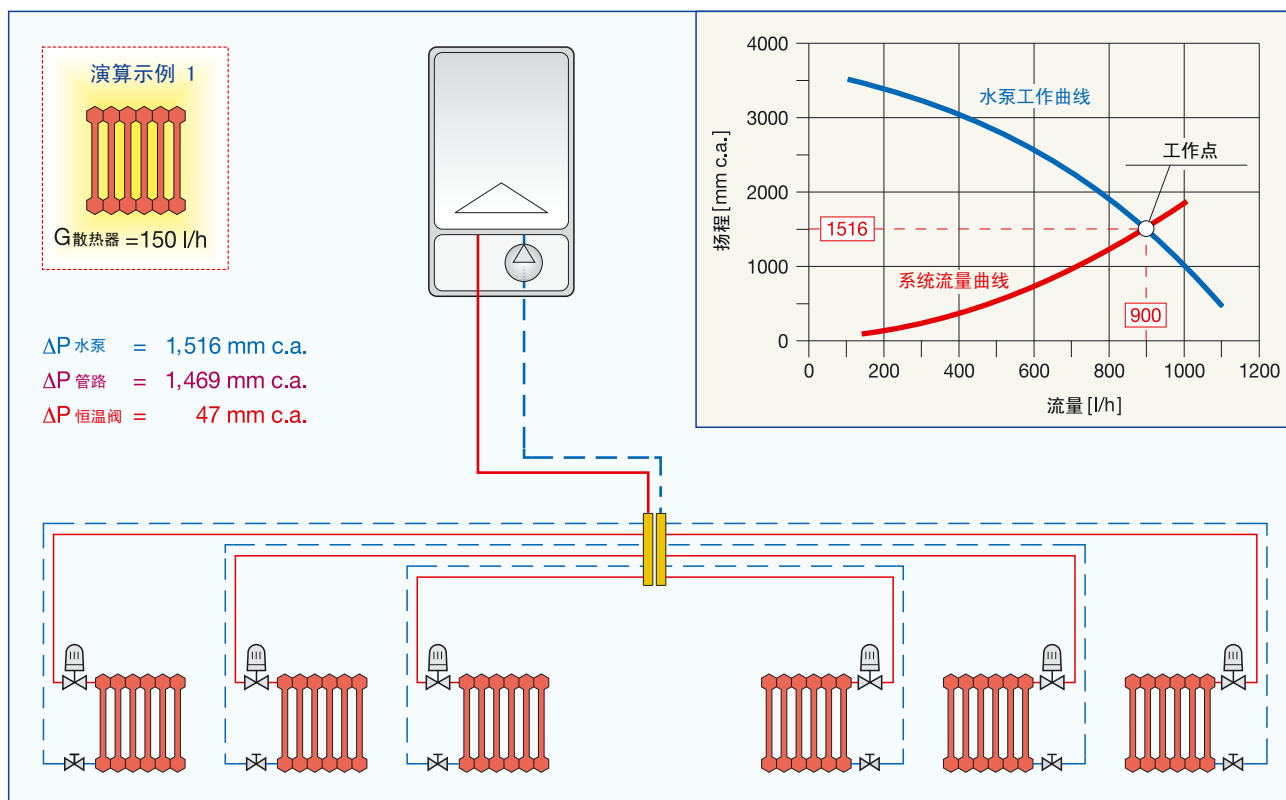 演算示例 1
G散热器 =150 l/h
ΔP 水泵 = 1,516 mm c.a.
ΔP 管路 = 1,469 mm c.a.
ΔP 恒温阀 = 47 mm c.a.
扬程 [mm c.a.]
4000
3000
2000
1000
0
水泵工作曲线
工作点
1516
系统流量曲线
900
0 200 400 600 800 1000 1200
流量 [l/h]